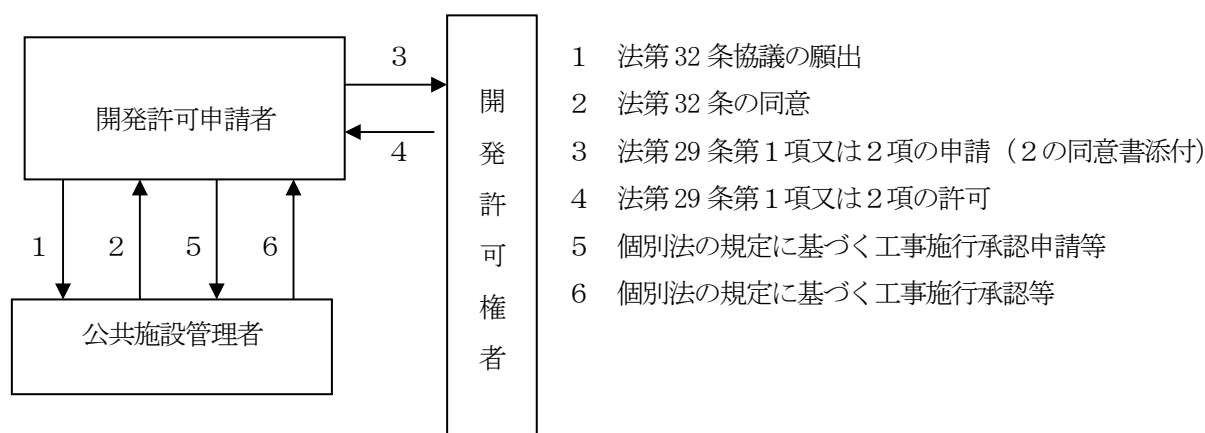 開発許可申請者
公共施設管理者
開発許可権者
3
4
1 2 5 6
1 法第32条協議の願出
2 法第32条の同意
3 法第29条第1項又は2項の申請（2の同意書添付）
4 法第29条第1項又は2項の許可
5 個別法の規定に基づく工事施行承認申請等
6 個別法の規定に基づく工事施行承認等